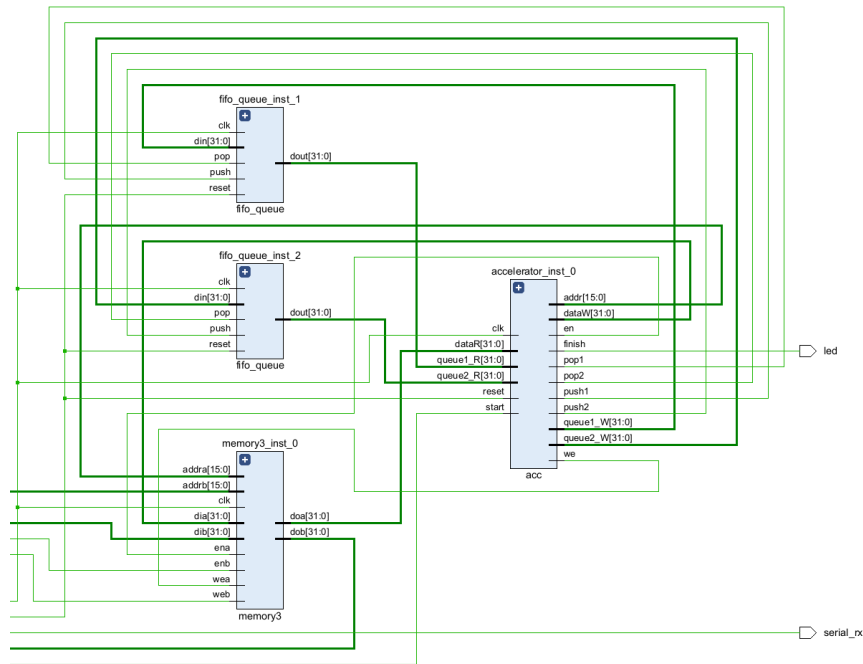 fifo_queue_inst_1
clk
din[31:0]
pop
push
reset
dout[31:0]
fifo_queue
fifo_queue_inst_2
clk
din[31:0]
pop
push
reset
dout[31:0]
fifo_queue
accelerator_inst_0
clk
dataR[31:0]
queue1_R[31:0]
queue2_R[31:0]
reset
start
addr[15:0]
dataW[31:0]
en
finish
pop1
pop2
push1
push2
queue1_W[31:0]
queue2_W[31:0]
we
acc
led
memory3_inst_0
addra[15:0]
addrb[15:0]
clk
dia[31:0]
dib[31:0]
ena
enb
wea
web
doa[31:0]
dob[31:0]
memory3
serial_rx